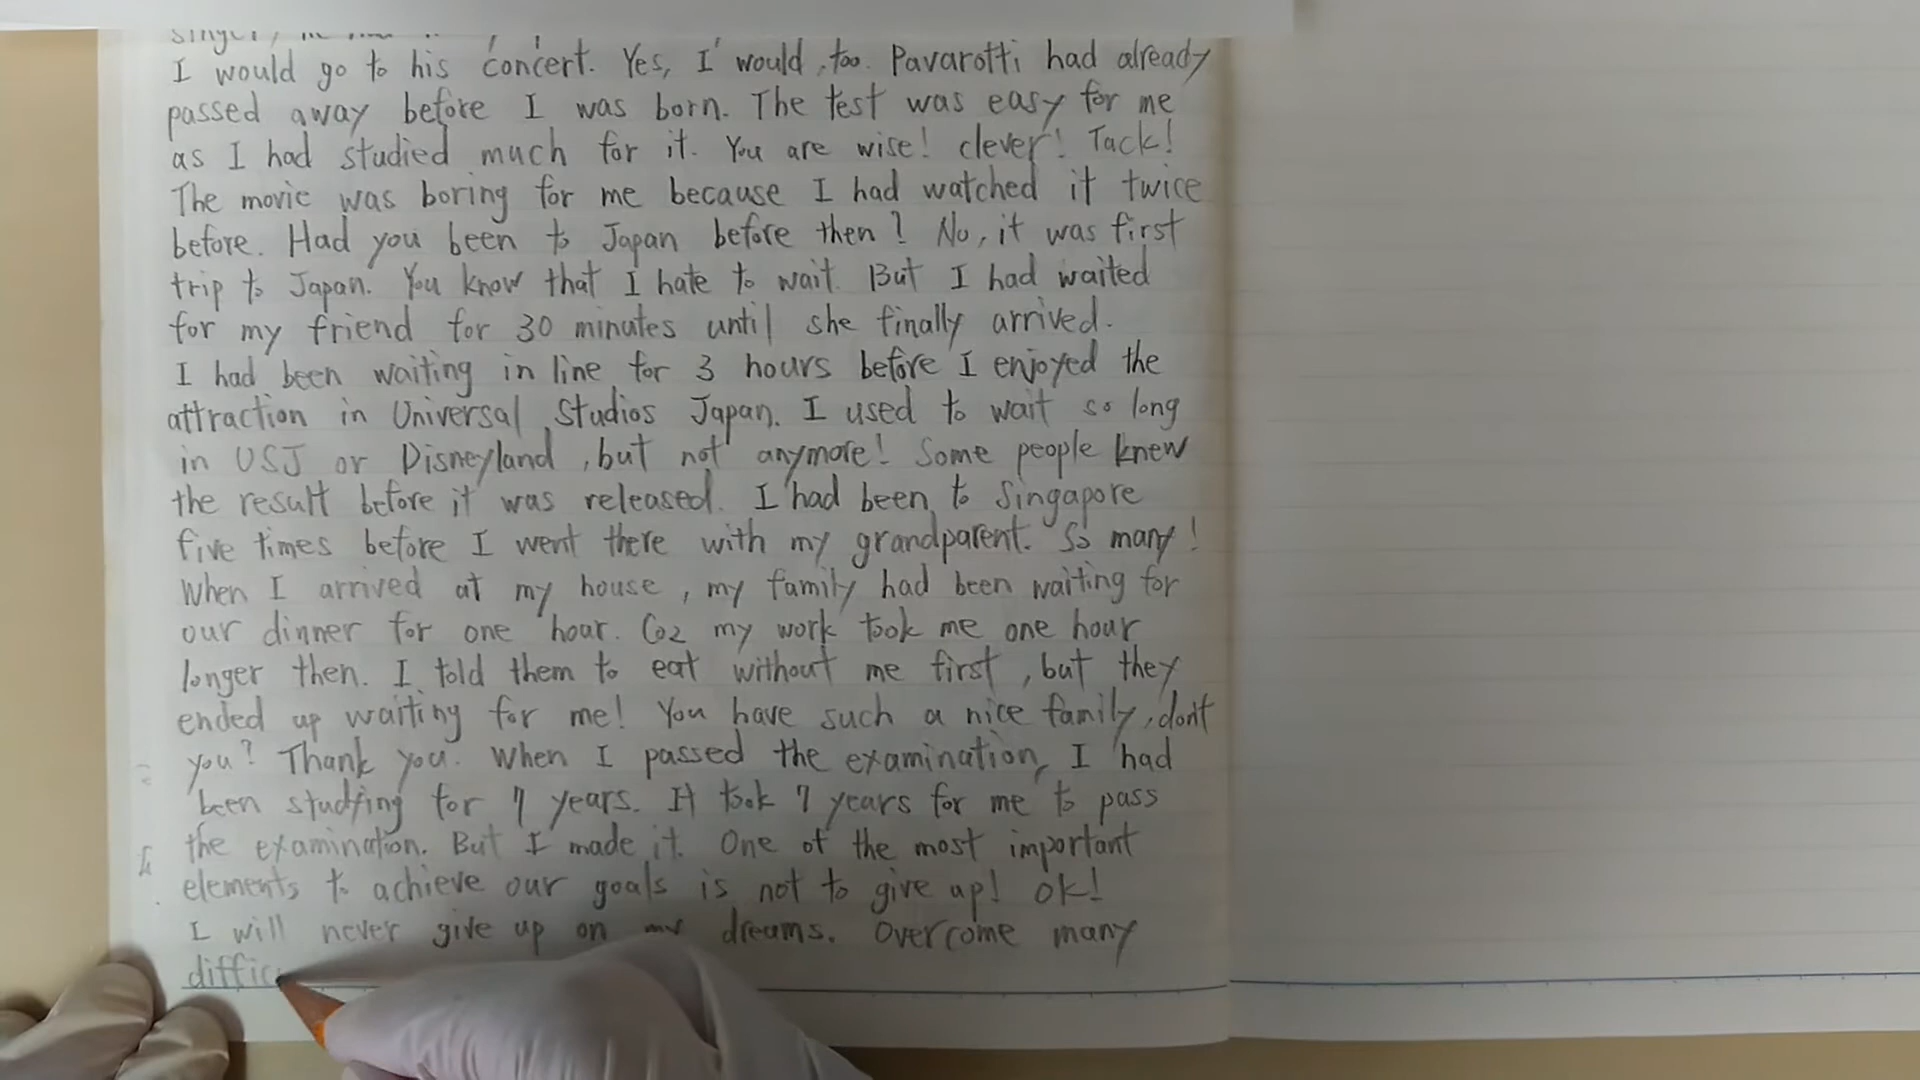 I would go to his concert. Yes, I would, too. Pavarotti had already
passed away before I was born. The test was easy for me
as I had studied much for it. You are wise! clever! Tack!
The movie was boring for me because I had watched it twice
before. Had you been to Japan before then? No, it was first
trip to Japan. You know that I hate to wait. But I had waited
for my friend for 30 minutes until she finally arrived.
I had been waiting in line for 3 hours before I enjoyed the
attraction in Universal Studios Japan. I used to wait so long
in USJ or Disneyland, but not anymore! Some people knew
the result before it was released. I had been to Singapore
five times before I went there with my grandparent. So many!
When I arrived at my house, my family had been waiting for
our dinner for one hour. Coz my work took me one hour
longer then. I told them to eat without me first, but they
ended up waiting for me! You have such a nice family, don't
you? Thank you. When I passed the examination, I had
been studying for 7 years. It took 7 years for me to pass
the examination. But I made it. One of the most important
elements to achieve our goals is not to give up! OK!
I will never give up on my dreams. Overcome many
diffic